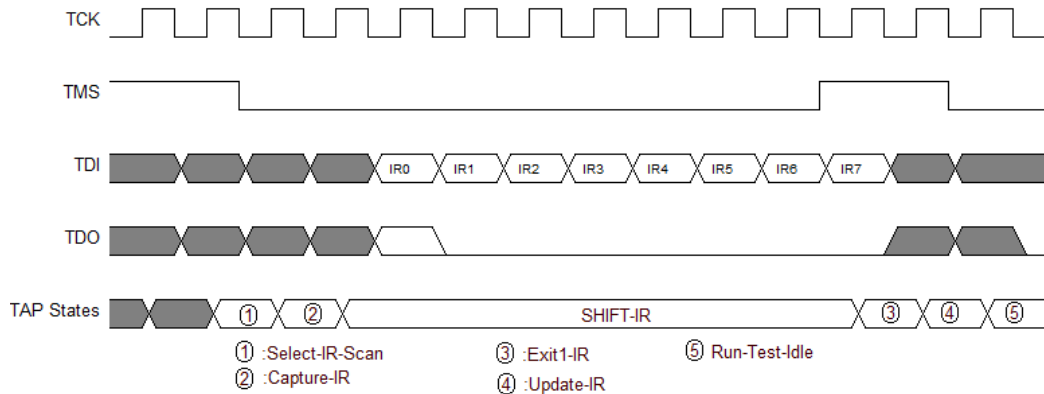 TCK
TMS
TDI IR0 IR1 IR2 IR3 IR4 IR5 IR6 IR7
TDO
TAP States ① ② SHIFT-IR ③ ④ ⑤
① :Select-IR-Scan ③ :Exit1-IR ⑤ Run-Test-Idle
② :Capture-IR ④ :Update-IR